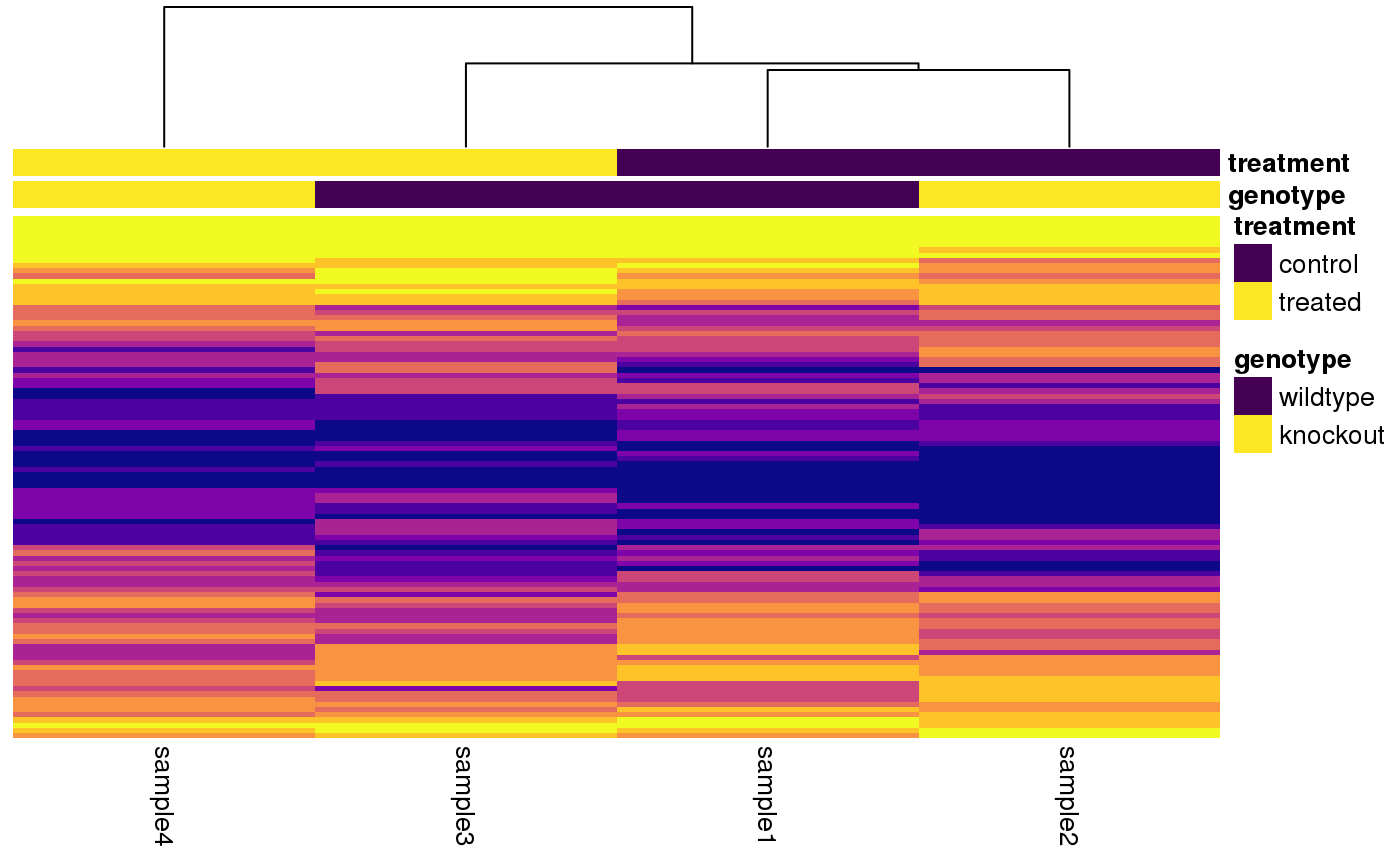 treatment
genotype
treatment
control
treated
genotype
wildtype
knockout
sample4
sample3
sample1
sample2